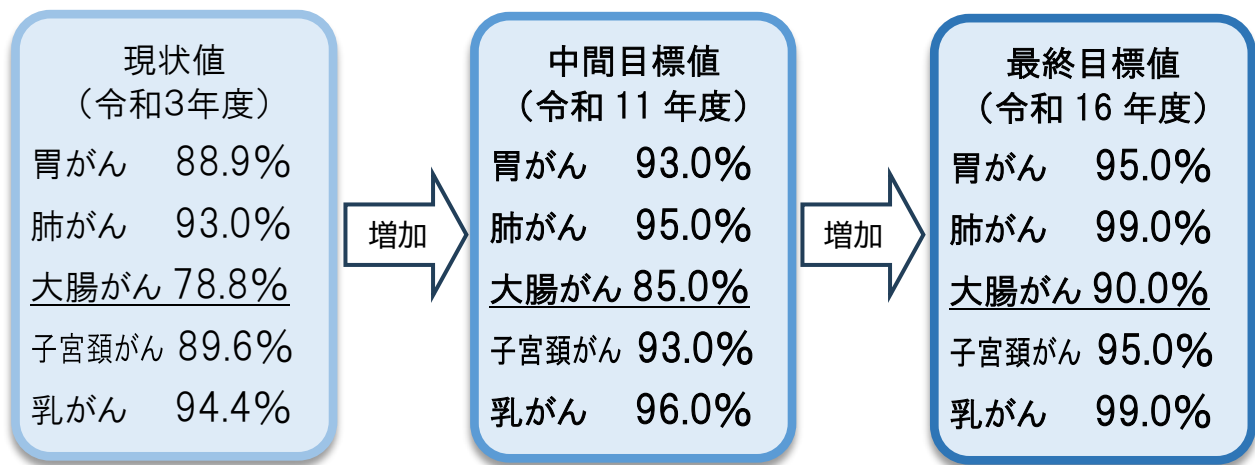 現状値
（令和3年度）
胃がん 88.9%
肺がん 93.0%
大腸がん 78.8%
子宮頚がん 89.6%
乳がん 94.4%
増加
中間目標値
（令和 11 年度）
胃がん 93.0%
肺がん 95.0%
大腸がん 85.0%
子宮頚がん 93.0%
乳がん 96.0%
増加
最終目標値
（令和 16 年度）
胃がん 95.0%
肺がん 99.0%
大腸がん 90.0%
子宮頚がん 95.0%
乳がん 99.0%